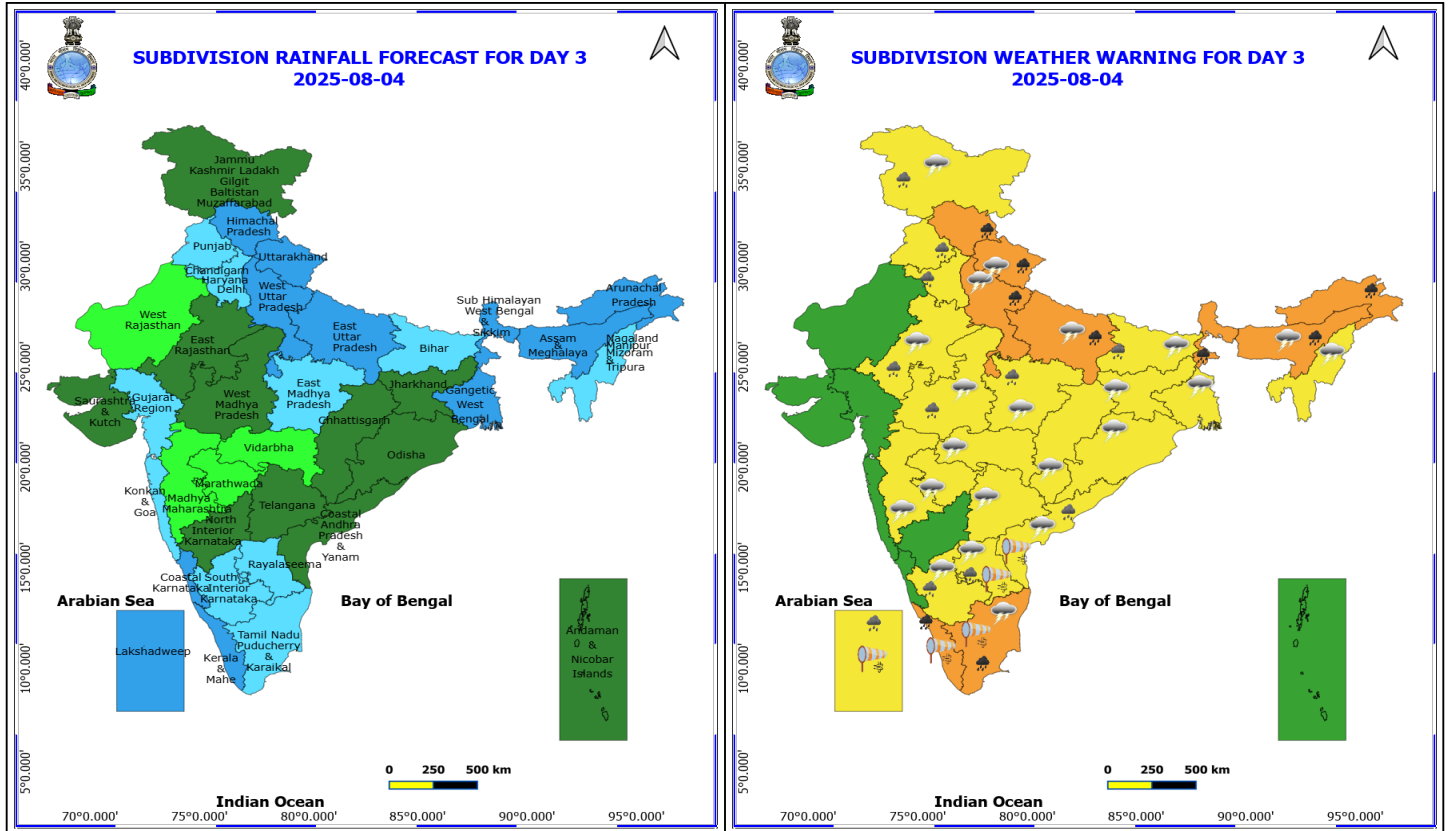 SUBDIVISION RAINFALL FORECAST FOR DAY 3
2025-08-04
40°0.000'
35°0.000'
30°0.000'
25°0.000'
20°0.000'
15°0.000'
10°0.000'
5°0.000'
Jammu
Kashmir Ladakh
Gilgit
Baltistan
Muzaffarabad
Himachal
Pradesh
Punjab
Uttarakhand
Chandigarh
Haryana
Delhi
West
Uttar
Pradesh
West
Rajasthan
East
Rajasthan
East
Uttar
Pradesh
Bihar
Sub Himalayan
West Bengal
&
Sikkim
Arunachal
Pradesh
Assam
&
Meghalaya
Nagaland
Manipur
Mizoram
&
Tripura
Saurashtra
&
Kutch
Gujarat
Region
West
Madhya
Pradesh
East
Madhya
Pradesh
Jharkhand
Gangetic
West
Bengal
Chhattisgarh
Odisha
Vidarbha
Marathwada
Madhya
Maharashtra
Konkan
&
Goa
North
Interior
Karnataka
Telangana
Coastal
Andhra
Pradesh
&
Yanam
Rayalaseema
Coastal
Karnataka
South
Interior
Karnataka
Tamil Nadu
Puducherry
&
Karaikal
Kerala
&
Mahe
Lakshadweep
Andaman
&
Nicobar
Islands
Arabian Sea
Bay of Bengal
Indian Ocean
0 250 500 km
70°0.000' 75°0.000' 80°0.000' 85°0.000' 90°0.000' 95°0.000'
SUBDIVISION WEATHER WARNING FOR DAY 3
2025-08-04
40°0.000'
35°0.000'
30°0.000'
25°0.000'
20°0.000'
15°0.000'
10°0.000'
5°0.000'
Arabian Sea
Bay of Bengal
Indian Ocean
0 250 500 km
70°0.000' 75°0.000' 80°0.000' 85°0.000' 90°0.000' 95°0.000'